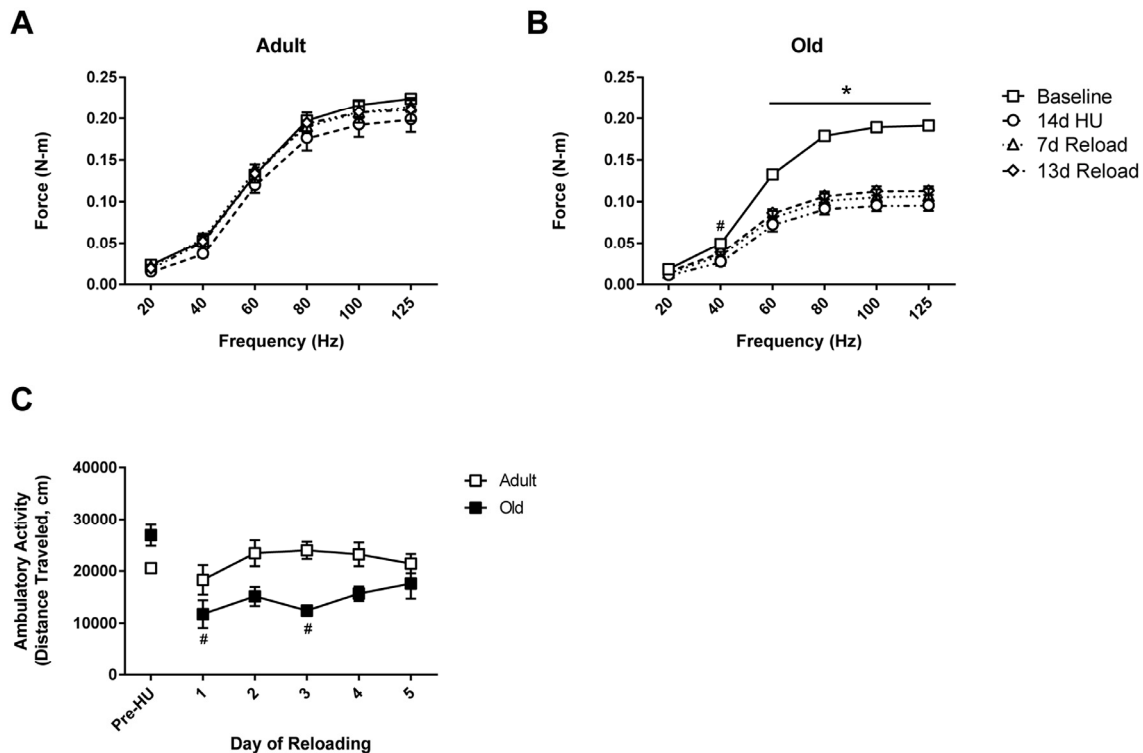 A
Adult
0.25
0.20
0.15
0.10
0.05
0.00
Force (N-m)
20
40
60
80
100
125
Frequency (Hz)
B
Old
0.25
0.20
0.15
0.10
0.05
0.00
Force (N-m)
*
#
20
40
60
80
100
125
Frequency (Hz)
Baseline
14d HU
7d Reload
13d Reload
C
40000
30000
20000
10000
0
Ambulatory Activity
(Distance Traveled, cm)
#
#
Pre-HU
1
2
3
4
5
Day of Reloading
Adult
Old